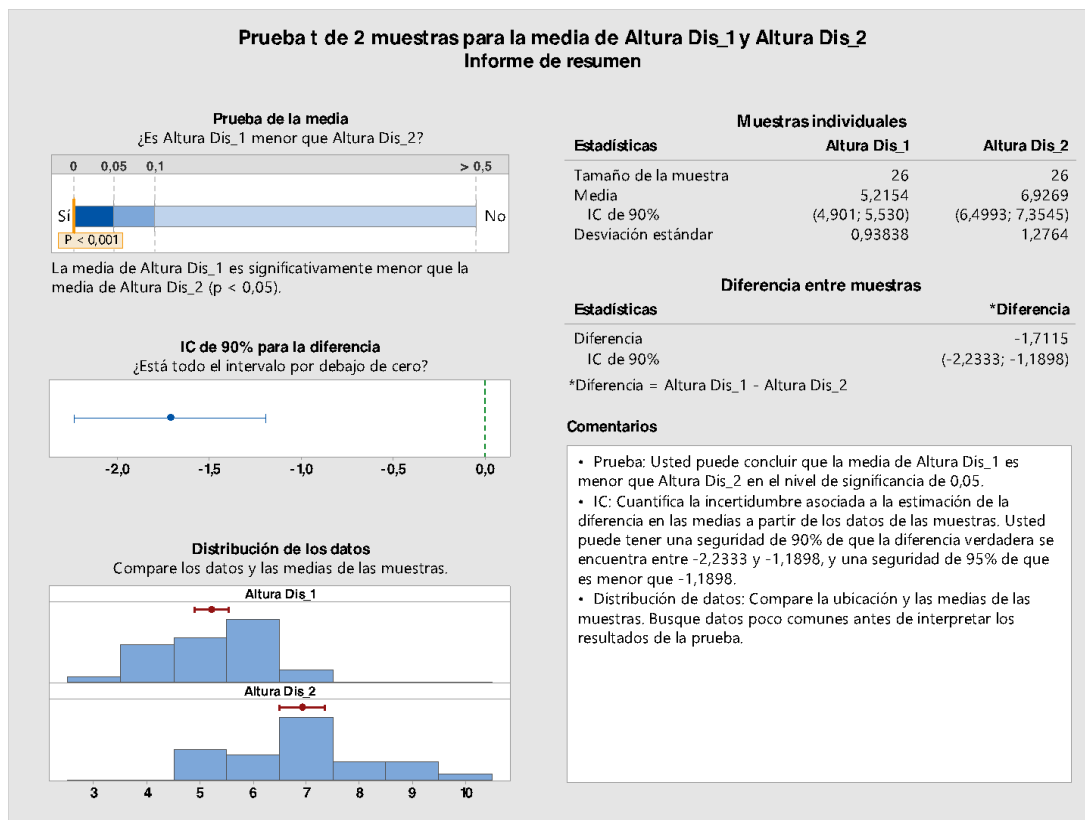 Prueba t de 2 muestras para la media de Altura Dis_1 y Altura Dis_2
Informe de resumen
Prueba de la media
¿Es Altura Dis_1 menor que Altura Dis_2?
0 0,05 0,1 > 0,5
Sí No
P < 0,001
La media de Altura Dis_1 es significativamente menor que la
media de Altura Dis_2 (p < 0,05).
IC de 90% para la diferencia
¿Está todo el intervalo por debajo de cero?
-2,0 -1,5 -1,0 -0,5 0,0
Distribución de los datos
Compare los datos y las medias de las muestras.
Altura Dis_1
Altura Dis_2
3 4 5 6 7 8 9 10
Muestras individuales
Estadísticas Altura Dis_1 Altura Dis_2
Tamaño de la muestra 26 26
Media 5,2154 6,9269
IC de 90% (4,901; 5,530) (6,4993; 7,3545)
Desviación estándar 0,93838 1,2764
Diferencia entre muestras
Estadísticas *Diferencia
Diferencia -1,7115
IC de 90% (-2,2333; -1,1898)
*Diferencia = Altura Dis_1 - Altura Dis_2
Comentarios
• Prueba: Usted puede concluir que la media de Altura Dis_1 es
menor que Altura Dis_2 en el nivel de significancia de 0,05.
• IC: Cuantifica la incertidumbre asociada a la estimación de la
diferencia en las medias a partir de los datos de las muestras. Usted
puede tener una seguridad de 90% de que la diferencia verdadera se
encuentra entre -2,2333 y -1,1898, y una seguridad de 95% de que
es menor que -1,1898.
• Distribución de datos: Compare la ubicación y las medias de las
muestras. Busque datos poco comunes antes de interpretar los
resultados de la prueba.